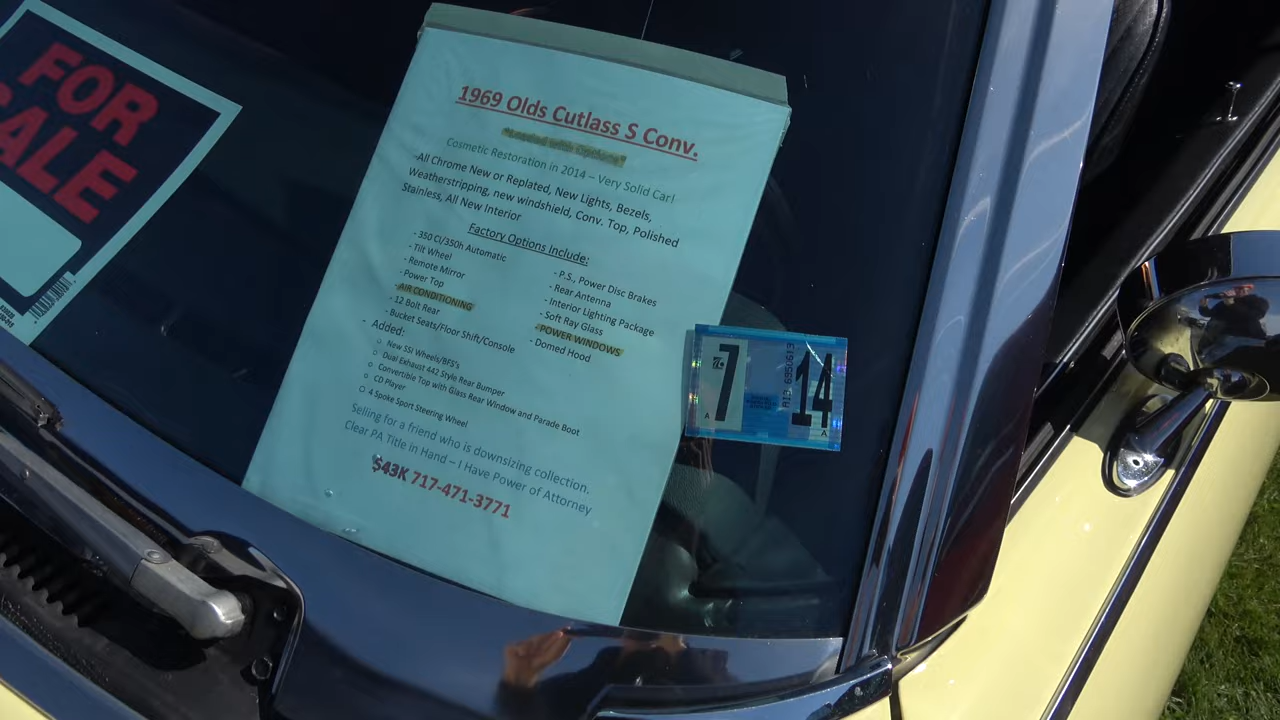 FOR
SALE
1969 Olds Cutlass S Conv.
"Loaded with Options"
Cosmetic Restoration in 2014 – Very Solid Car!
-All Chrome New or Replated, New Lights, Bezels,
Weatherstripping, new windshield, Conv. Top, Polished
Stainless, All New Interior
Factory Options Include:
- 350 CI/350h Automatic
- Tilt Wheel
- Remote Mirror
- Power Top
- AIR CONDITIONING
- 12 Bolt Rear
- Bucket Seats/Floor Shift/Console
- P.S., Power Disc Brakes
- Rear Antenna
- Interior Lighting Package
- Soft Ray Glass
- POWER WINDOWS
- Domed Hood
- Added:
o New SSi Wheels/BFS's
o Dual Exhaust 442 Style Rear Bumper
o Convertible Top with Glass Rear Window and Parade Boot
o CD Player
o 4 Spoke Sport Steering Wheel
Selling for a friend who is downsizing collection.
Clear PA Title in Hand – I Have Power of Attorney
$43K 717-471-3771
7
A
14
A